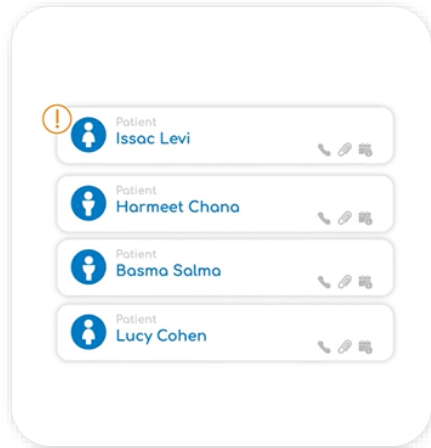 Patient
Issac Levi
Patient
Harmeet Chana
Patient
Basma Salma
Patient
Lucy Cohen